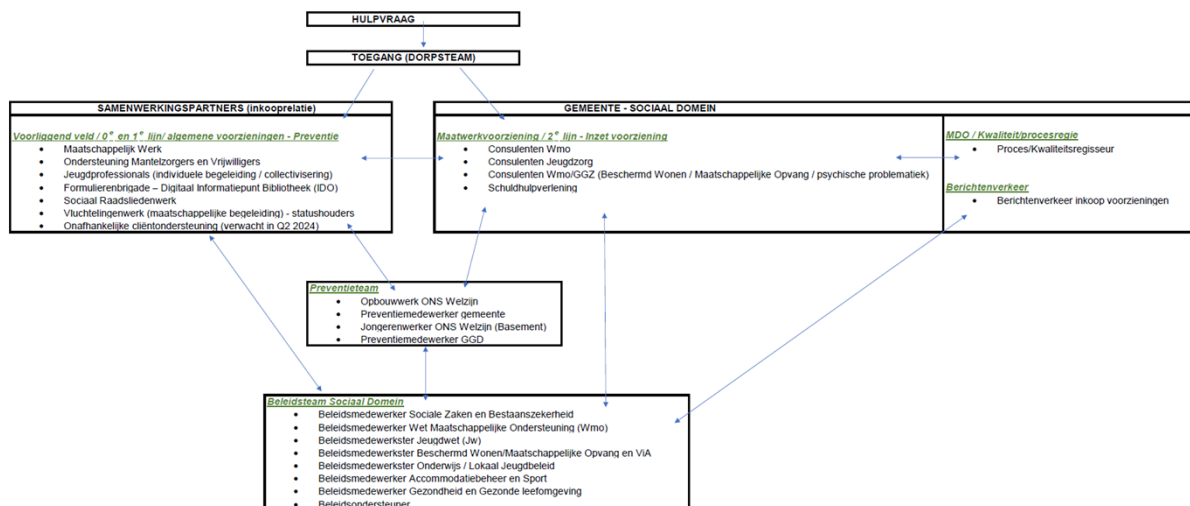 HULPVRAAG
TOEGANG (DORPSTEAM)
SAMENWERKINGSPARTNERS (inkooprelatie)
Voorliggend veld / 0e en 1e lijn/ algemene voorzieningen - Preventie
Maatschappelijk Werk
Ondersteuning Mantelzorgers en Vrijwilligers
Jeugdprofessionals (individuele begeleiding / collectivisering)
Formulierenbrigade – Digitaal Informatiepunt Bibliotheek (IDO)
Sociaal Raadsliedenwerk
Vluchtelingenwerk (maatschappelijke begeleiding) - statushouders
Onafhankelijke cliëntondersteuning (verwacht in Q2 2024)
GEMEENTE - SOCIAAL DOMEIN
Maatwerkvoorziening / 2e lijn - Inzet voorziening
Consulenten Wmo
Consulenten Jeugdzorg
Consulenten Wmo/GGZ (Beschermd Wonen / Maatschappelijke Opvang / psychische problematiek)
Schuldhulpverlening
MDO / Kwaliteit/procesregie
Proces/Kwaliteitsregisseur
Berichtenverkeer
Berichtenverkeer inkoop voorzieningen
Preventieteam
Opbouwwerk ONS Welzijn
Preventiemedewerker gemeente
Jongerenwerker ONS Welzijn (Basement)
Preventiemedewerker GGD
Beleidsteam Sociaal Domein
Beleidsmedewerker Sociale Zaken en Bestaanszekerheid
Beleidsmedewerker Wet Maatschappelijke Ondersteuning (Wmo)
Beleidsmedewerkster Jeugdwet (Jw)
Beleidsmedewerkster Beschermd Wonen/Maatschappelijke Opvang en ViA
Beleidsmedewerkster Onderwijs / Lokaal Jeugdbeleid
Beleidsmedewerker Accommodatiebeheer en Sport
Beleidsmedewerker Gezondheid en Gezonde leefomgeving
Beleidsondersteuner